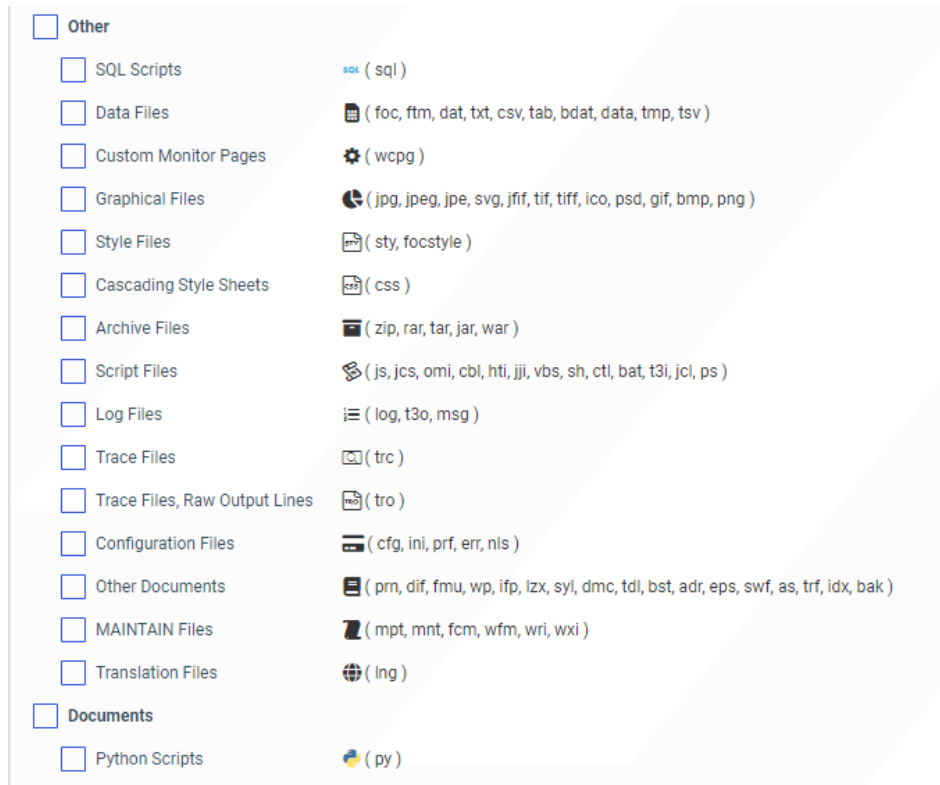 Other
SQL Scripts SQL ( sql )
Data Files ( foc, ftm, dat, txt, csv, tab, bdat, data, tmp, tsv )
Custom Monitor Pages ( wcpg )
Graphical Files ( jpg, jpeg, jpe, svg, jfif, tif, tiff, ico, psd, gif, bmp, png )
Style Files STY ( sty, focstyle )
Cascading Style Sheets CSS ( css )
Archive Files ( zip, rar, tar, jar, war )
Script Files ( js, jcs, omi, cbl, hti, jji, vbs, sh, ctl, bat, t3i, jcl, ps )
Log Files ( log, t3o, msg )
Trace Files ( trc )
Trace Files, Raw Output Lines TRO ( tro )
Configuration Files ( cfg, ini, prf, err, nls )
Other Documents ( prn, dif, fmu, wp, ifp, lzx, syl, dmc, tdl, bst, adr, eps, swf, as, trf, idx, bak )
MAINTAIN Files ( mpt, mnt, fcm, wfm, wri, wxi )
Translation Files ( lng )
Documents
Python Scripts ( py )